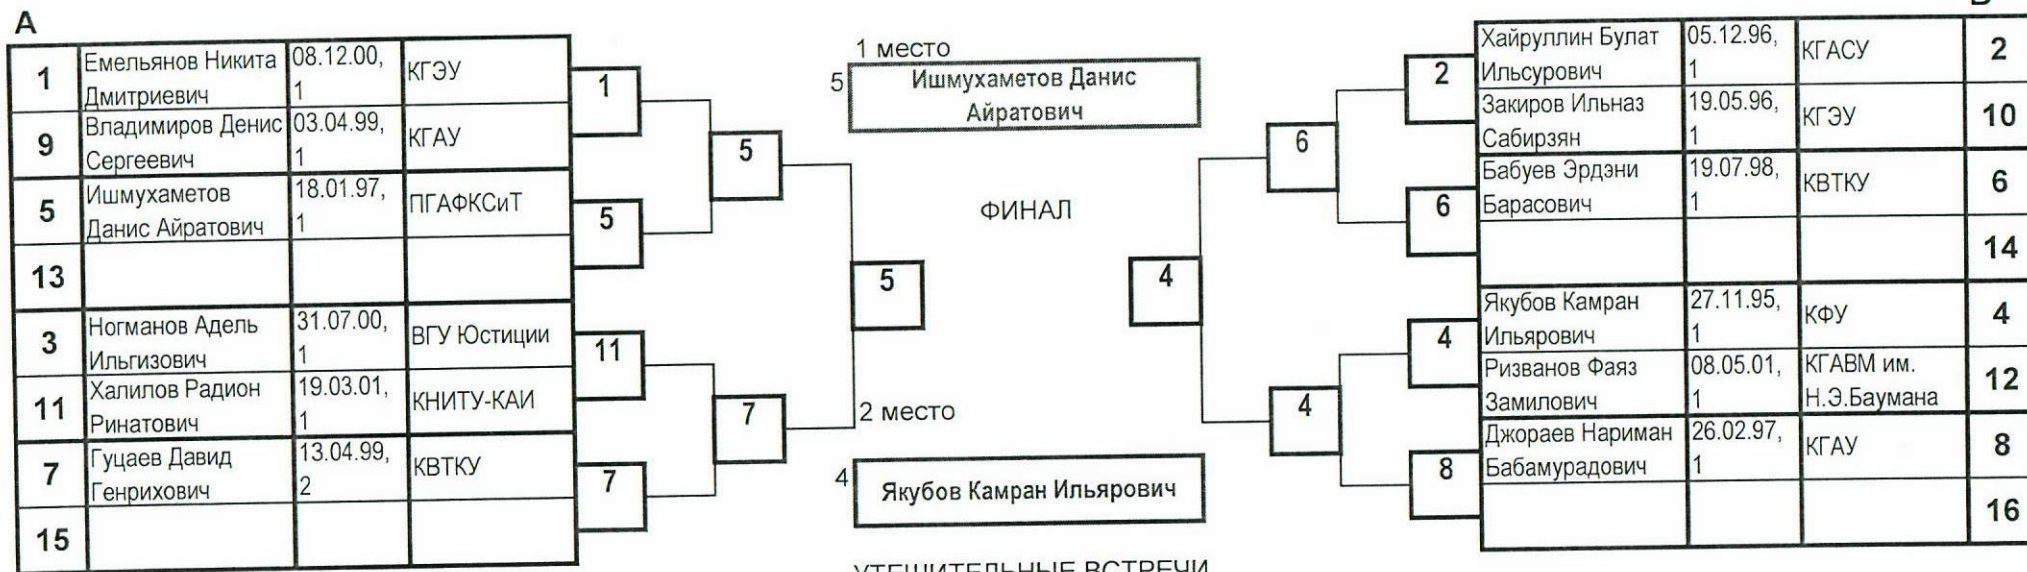 А
1 Емельянов Никита Дмитриевич 08.12.00, 1 КГЭУ
9 Владимиров Денис Сергеевич 03.04.99, 1 КГАУ
5 Ишмухаметов Данис Айратович 18.01.97, 1 ПГАФКСиТ
13
3 Ногманов Адель Ильгизович 31.07.00, 1 ВГУ Юстиции
11 Халилов Радион Ринатович 19.03.01, 1 КНИТУ-КАИ
7 Гуцаев Давид Генрихович 13.04.99, 2 КВТКУ
15
1
5
11
7
5
7
5
1 место
5 Ишмухаметов Данис
Айратович
ФИНАЛ
2 место
4 Якубов Камран Ильярович
УТЕШИТЕЛЬНЫЕ ВСТРЕЧИ
4
6
4
2
6
4
8
Хайруллин Булат Ильсурович 05.12.96, 1 КГАСУ 2
Закиров Ильназ Сабирзян 19.05.96, 1 КГЭУ 10
Бабуев Эрдэни Барасович 19.07.98, 1 КВТКУ 6
14
Якубов Камран Ильярович 27.11.95, 1 КФУ 4
Ризванов Фаяз Замилович 08.05.01, 1 КГАВМ им. Н.Э.Баумана 12
Джораев Нариман Бабамурадович 26.02.97, 1 КГАУ 8
16